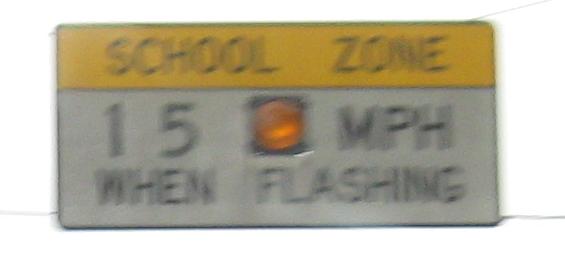 SCHOOL ZONE
15 MPH
WHEN FLASHING